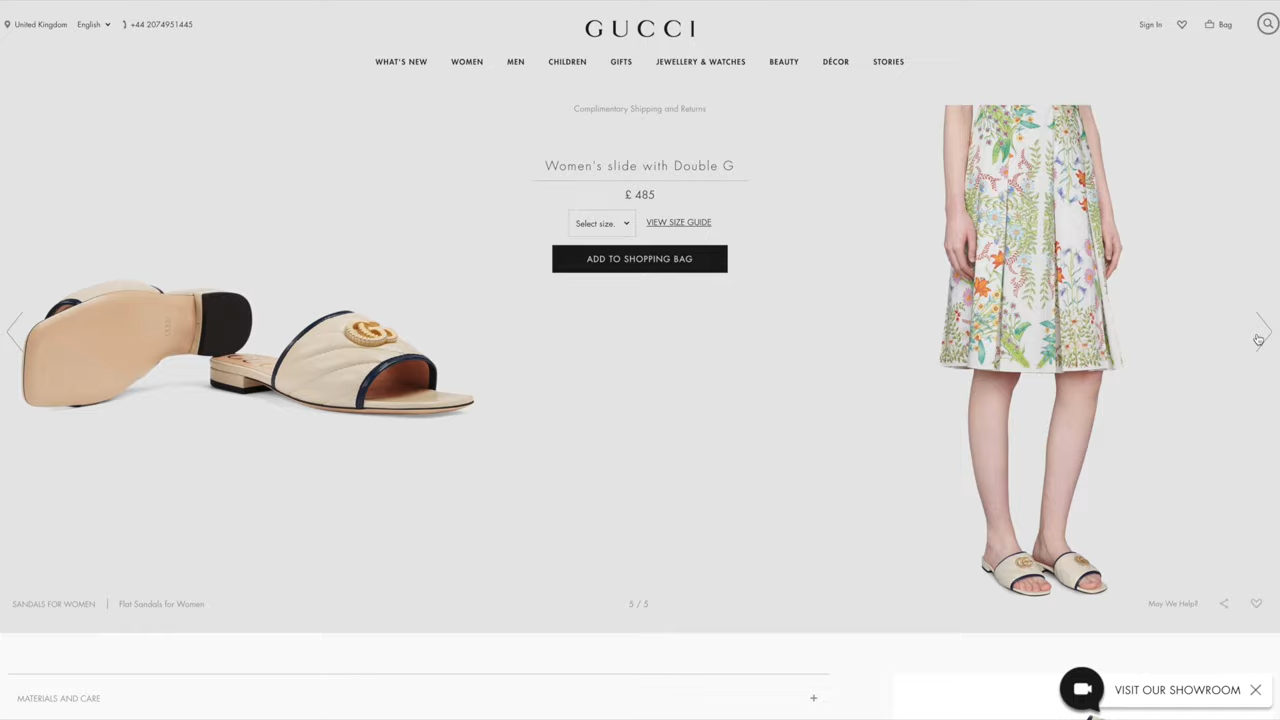 United Kingdom English +44 2074951445
GUCCI
Sign In Bag
WHAT'S NEW WOMEN MEN CHILDREN GIFTS JEWELLERY & WATCHES BEAUTY DÉCOR STORIES
Complimentary Shipping and Returns
Women's slide with Double G
£ 485
Select size. VIEW SIZE GUIDE
ADD TO SHOPPING BAG
SANDALS FOR WOMEN | Flat Sandals for Women
5 / 5
May We Help?
MATERIALS AND CARE +
VISIT OUR SHOWROOM